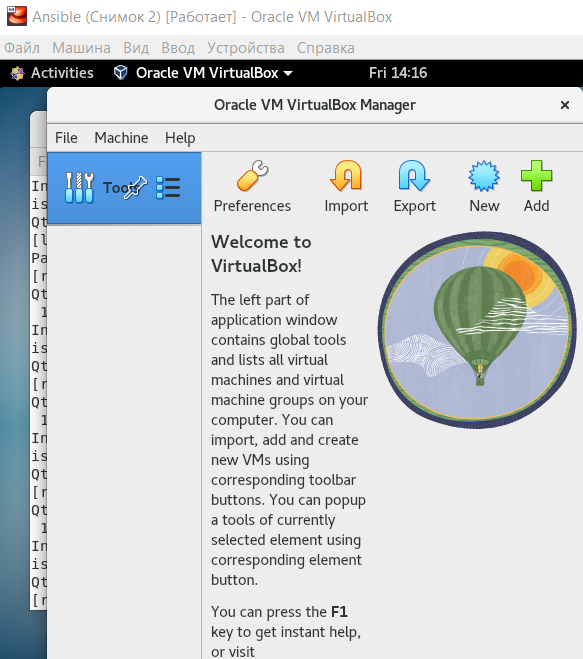 Ansible (Снимок 2) [Работает] - Oracle VM VirtualBox
Файл Машина Вид Ввод Устройства Справка
Activities Oracle VM VirtualBox Fri 14:16
Oracle VM VirtualBox Manager
File Machine Help
Tools
Preferences Import Export New Add
Welcome to
VirtualBox!
The left part of
application window
contains global tools
and lists all virtual
machines and virtual
machine groups on your
computer. You can
import, add and create
new VMs using
corresponding toolbar
buttons. You can popup
a tools of currently
selected element using
corresponding element
button.
You can press the F1
key to get instant help,
or visit
F
In
is
Qt
[l
Pa
[r
Qt
1
In
is
Qt
[r
Qt
1
In
is
Qt
[r
Qt
1
In
is
Qt
[r